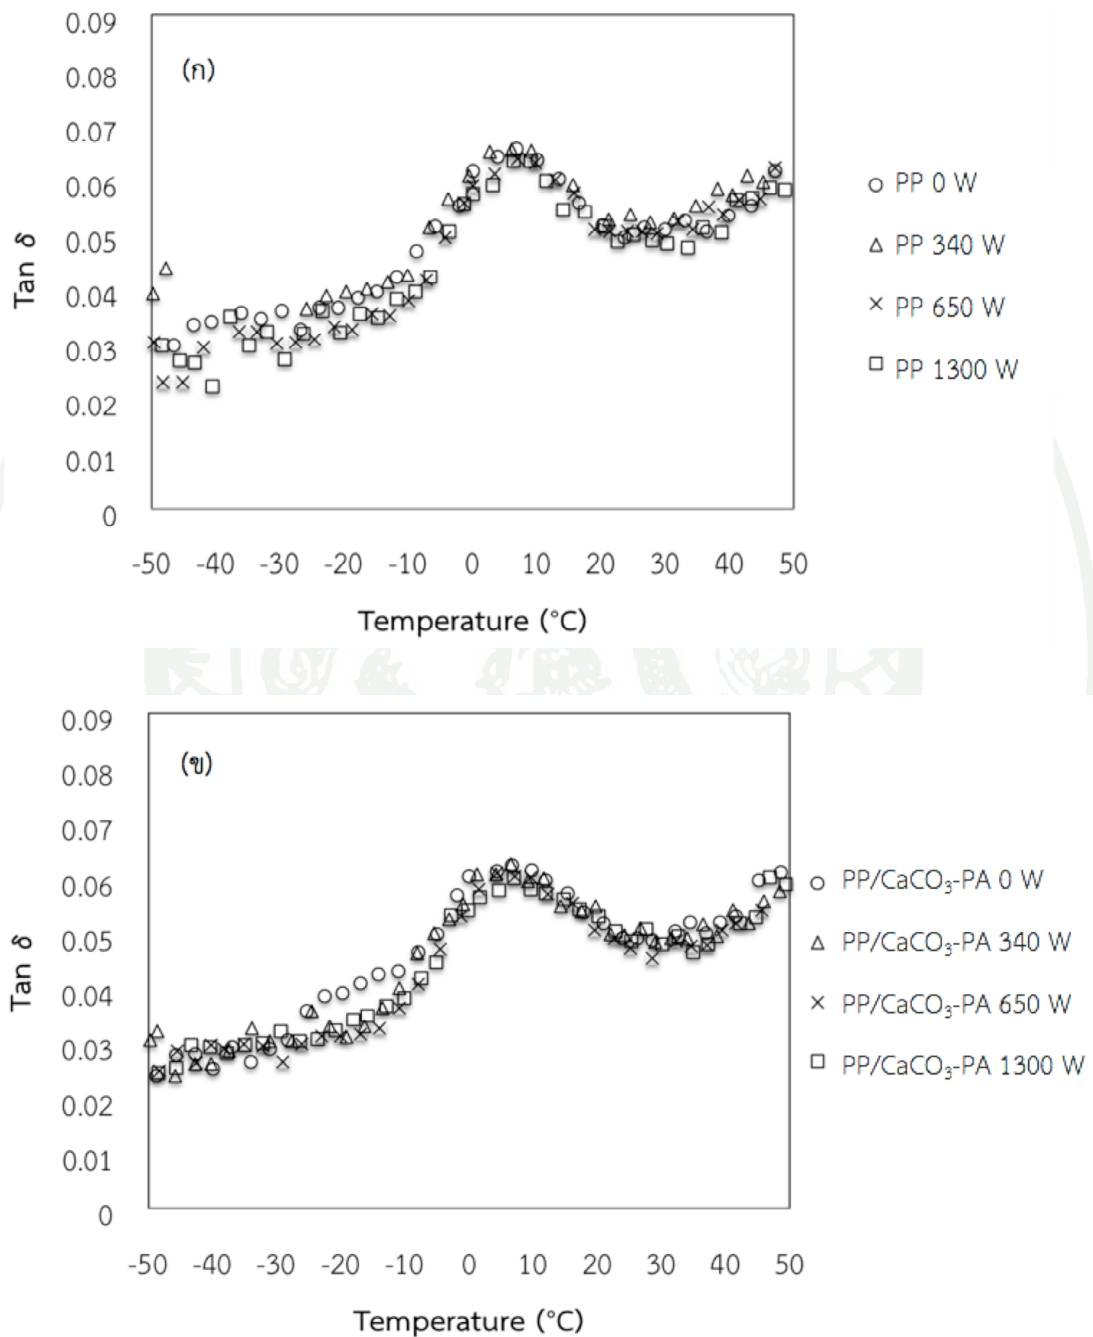 0.09
(ก)
0.08
0.07
0.06
0.05
0.04
0.03
0.02
0.01
0
Tan δ
○ PP 0 W
△ PP 340 W
× PP 650 W
□ PP 1300 W
-50 -40 -30 -20 -10 0 10 20 30 40 50
Temperature (°C)
0.09
(ข)
0.08
0.07
0.06
0.05
0.04
0.03
0.02
0.01
0
Tan δ
○ PP/CaCO₃-PA 0 W
△ PP/CaCO₃-PA 340 W
× PP/CaCO₃-PA 650 W
□ PP/CaCO₃-PA 1300 W
-50 -40 -30 -20 -10 0 10 20 30 40 50
Temperature (°C)